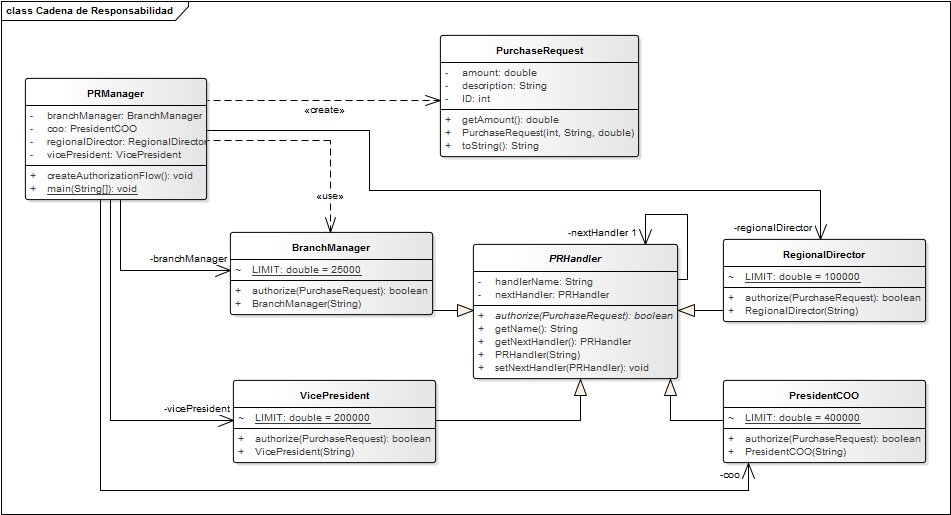 class Cadena de Responsabilidad
PRManager
- branchManager: BranchManager
- coo: PresidentCOO
- regionalDirector: RegionalDirector
- vicePresident: VicePresident
+ createAuthorizationFlow(): void
+ main(String[]): void
PurchaseRequest
- amount: double
- description: String
- ID: int
+ getAmount(): double
+ PurchaseRequest(int, String, double)
+ toString(): String
«create»
«use»
-branchManager
-nextHandler 1
-regionalDirector
BranchManager
~ LIMIT: double = 25000
+ authorize(PurchaseRequest): boolean
+ BranchManager(String)
PRHandler
- handlerName: String
- nextHandler: PRHandler
+ authorize(PurchaseRequest): boolean
+ getName(): String
+ getNextHandler(): PRHandler
+ PRHandler(String)
+ setNextHandler(PRHandler): void
RegionalDirector
~ LIMIT: double = 100000
+ authorize(PurchaseRequest): boolean
+ RegionalDirector(String)
-vicePresident
VicePresident
~ LIMIT: double = 200000
+ authorize(PurchaseRequest): boolean
+ VicePresident(String)
PresidentCOO
~ LIMIT: double = 400000
+ authorize(PurchaseRequest): boolean
+ PresidentCOO(String)
-coo